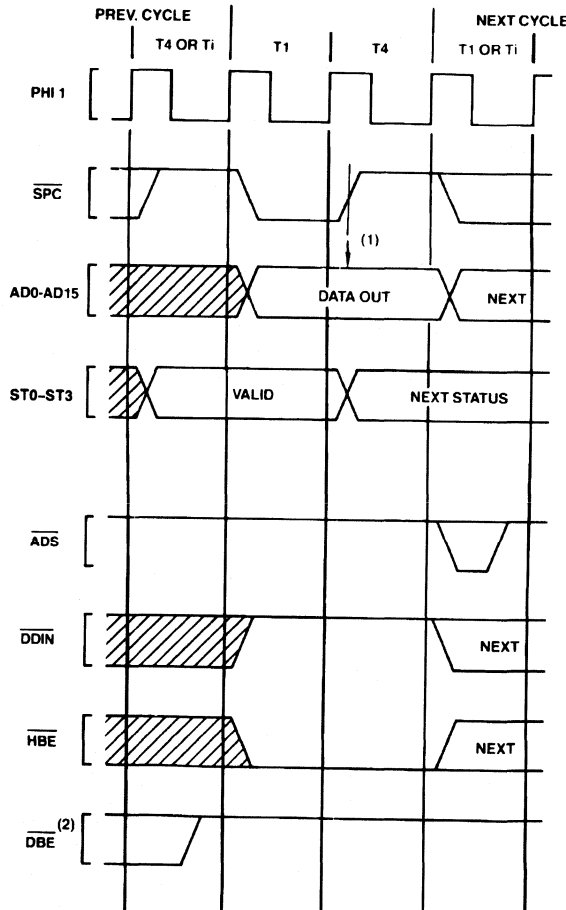 PREV. CYCLE NEXT CYCLE
T4 OR Ti T1 T4 T1 OR Ti
PHI 1
SPC
(1)
AD0-AD15 DATA OUT NEXT
ST0–ST3 VALID NEXT STATUS
ADS
DDIN NEXT
HBE NEXT
DBE (2)